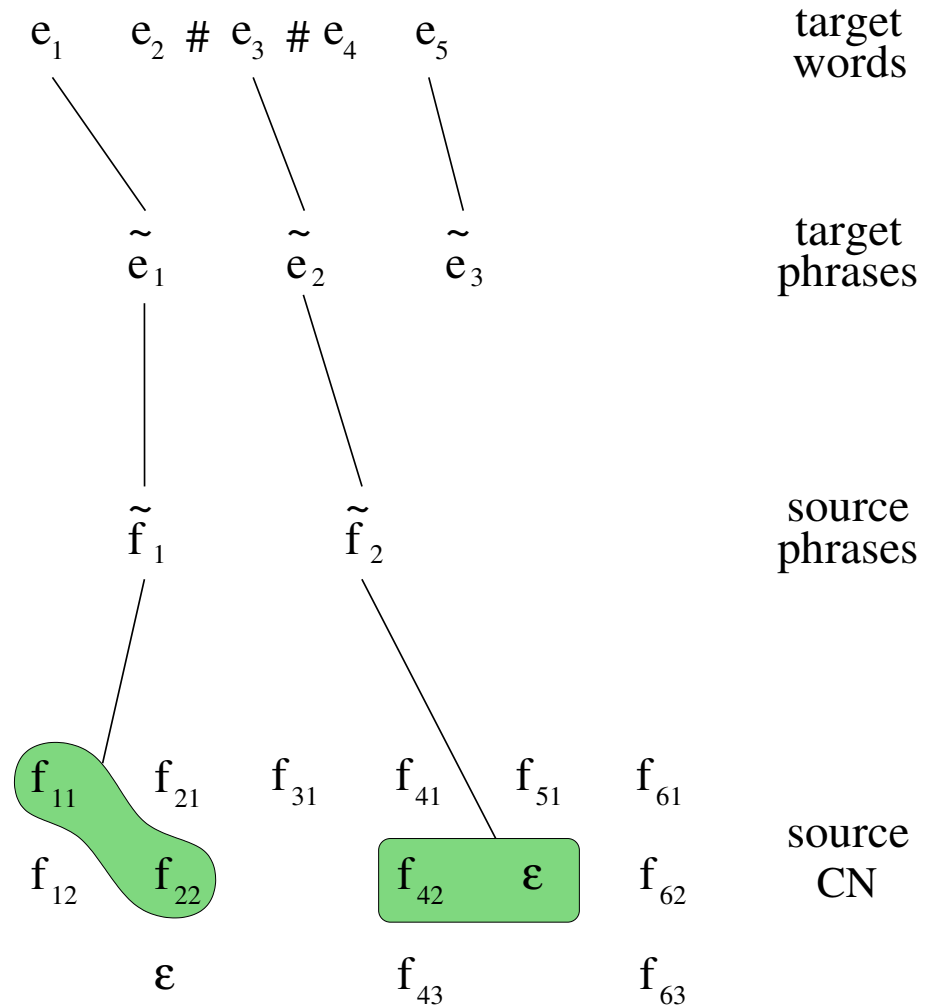 e₁ e₂ # e₃ # e₄ e₅ target
words
ẽ₁ ẽ₂ ẽ₃ target
phrases
f̃₁ f̃₂ source
phrases
f₁₁ f₂₁ f₃₁ f₄₁ f₅₁ f₆₁
source
f₁₂ f₂₂ f₄₂ ε f₆₂ CN
ε f₄₃ f₆₃